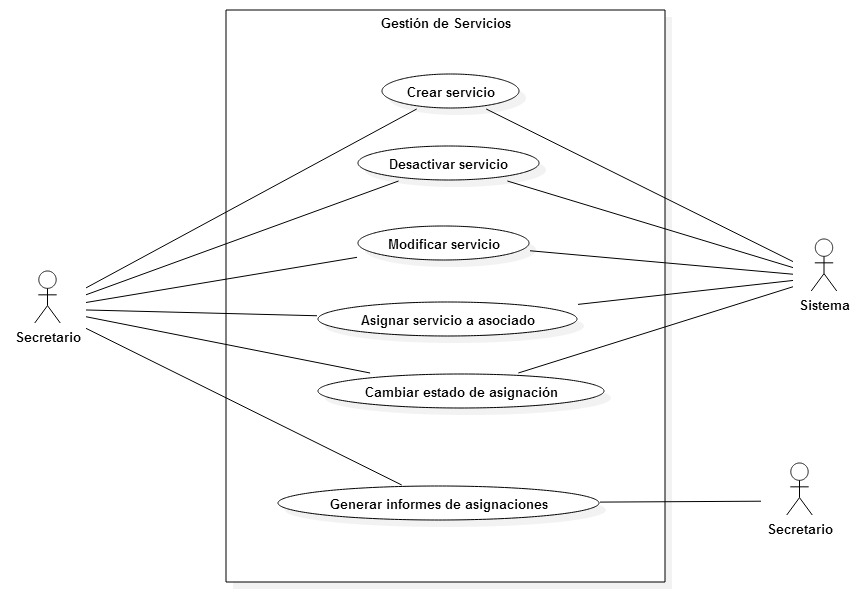 Gestión de Servicios
Crear servicio
Desactivar servicio
Modificar servicio
Sistema
Asignar servicio a asociado
Secretario
Cambiar estado de asignación
Generar informes de asignaciones
Secretario